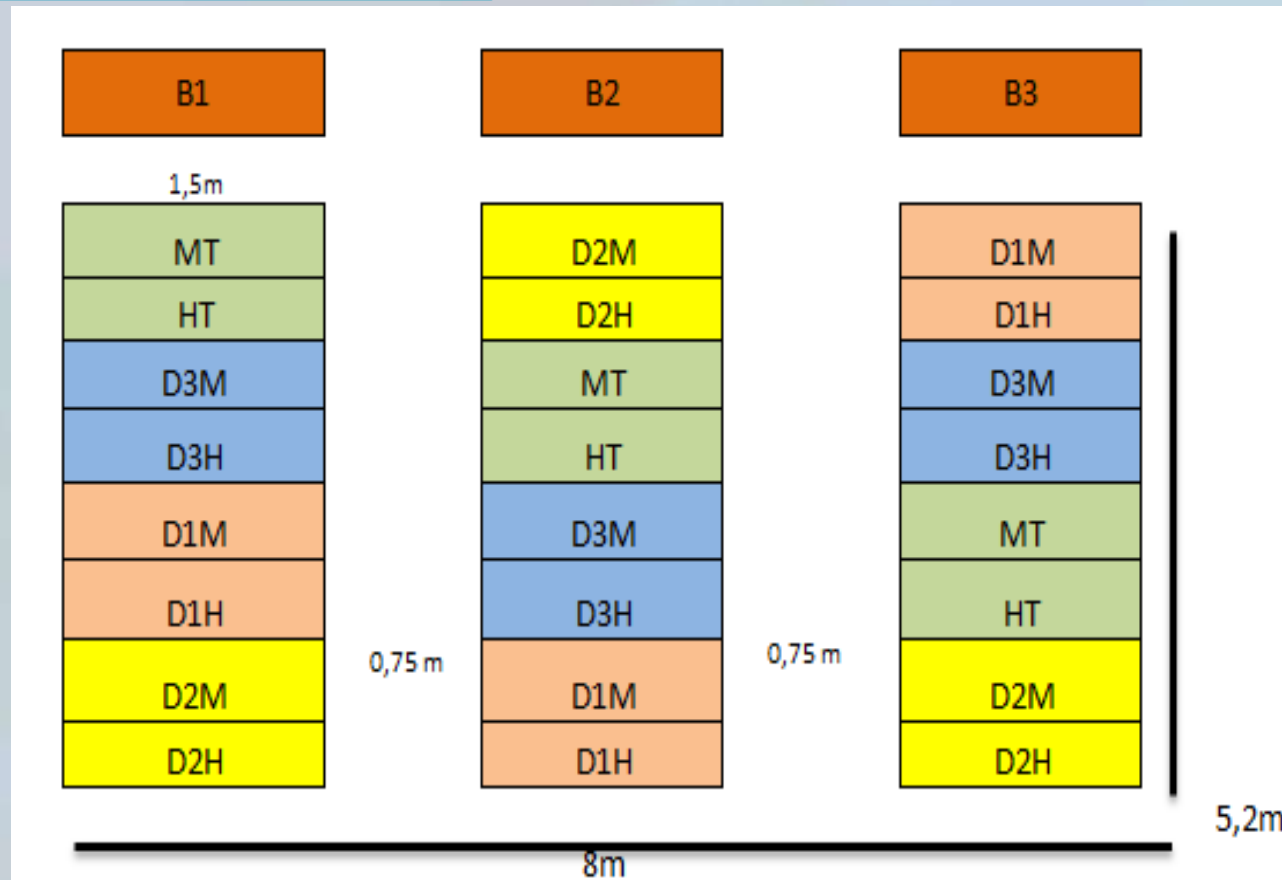 B1 B2 B3
1,5m
MT D2M D1M
HT D2H D1H
D3M MT D3M
D3H HT D3H
D1M D3M MT
D1H D3H HT
0,75 m 0,75 m
D2M D1M D2M
D2H D1H D2H
5,2m
8m